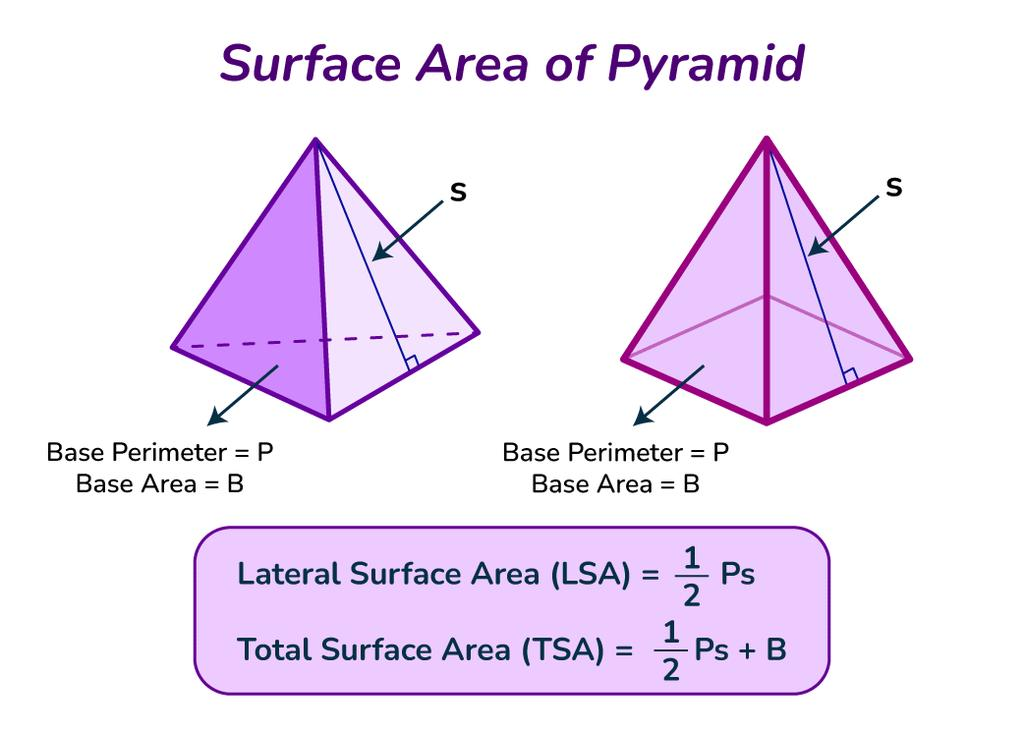 Surface Area of Pyramid
s
s
Base Perimeter = P
Base Area = B
Base Perimeter = P
Base Area = B
Lateral Surface Area (LSA) = 1/2 Ps
Total Surface Area (TSA) = 1/2 Ps + B